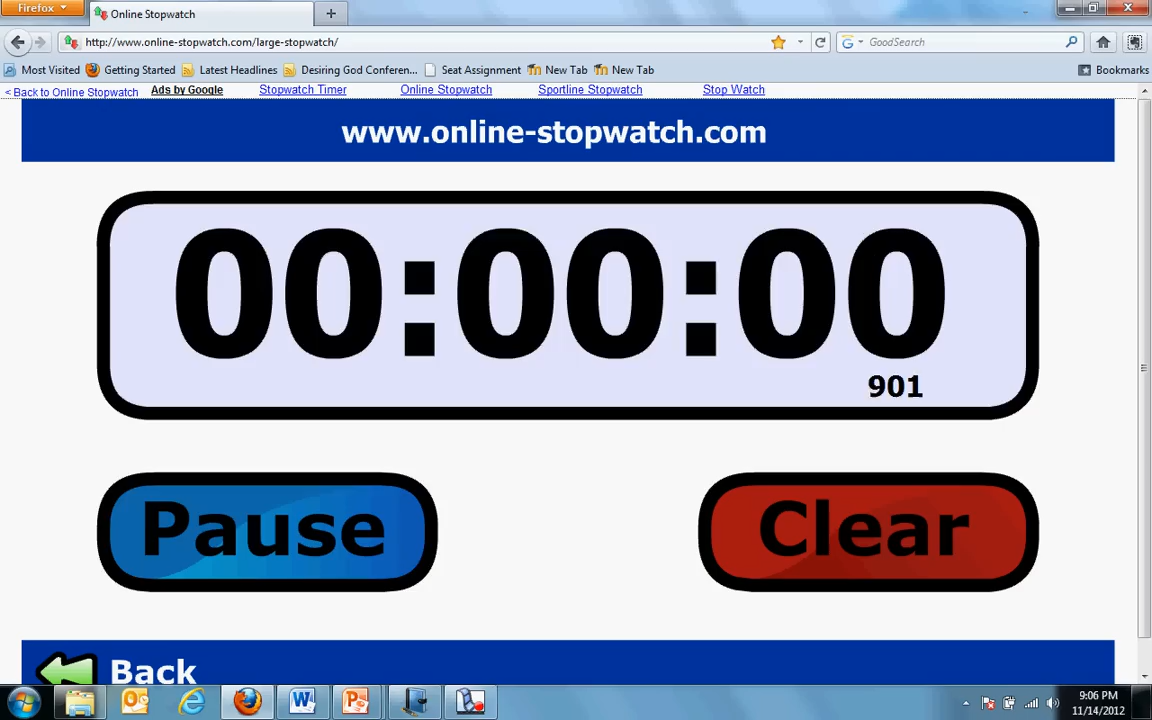 Firefox
Online Stopwatch
http://www.online-stopwatch.com/large-stopwatch/
GoodSearch
Most Visited Getting Started Latest Headlines Desiring God Conferen... Seat Assignment New Tab New Tab Bookmarks
< Back to Online Stopwatch Ads by Google Stopwatch Timer Online Stopwatch Sportline Stopwatch Stop Watch
www.online-stopwatch.com
00:00:00
901
Pause Clear
Back
9:06 PM
11/14/2012